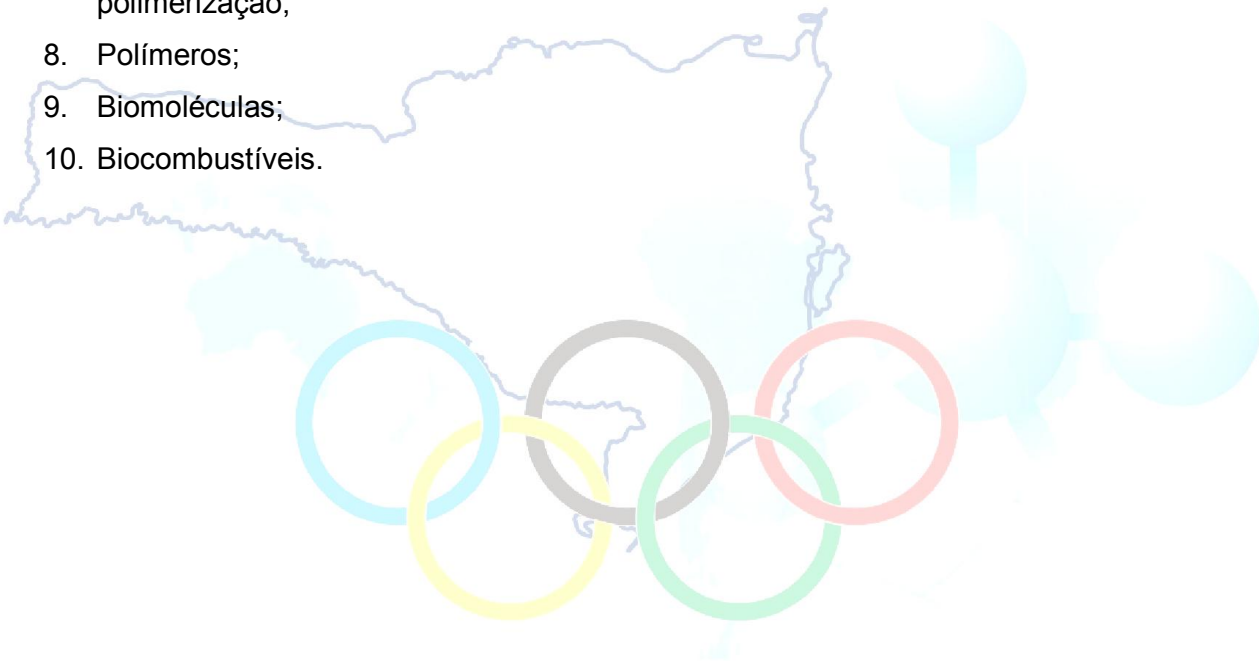 polimerização;
8. Polímeros;
9. Biomoléculas;
10. Biocombustíveis.